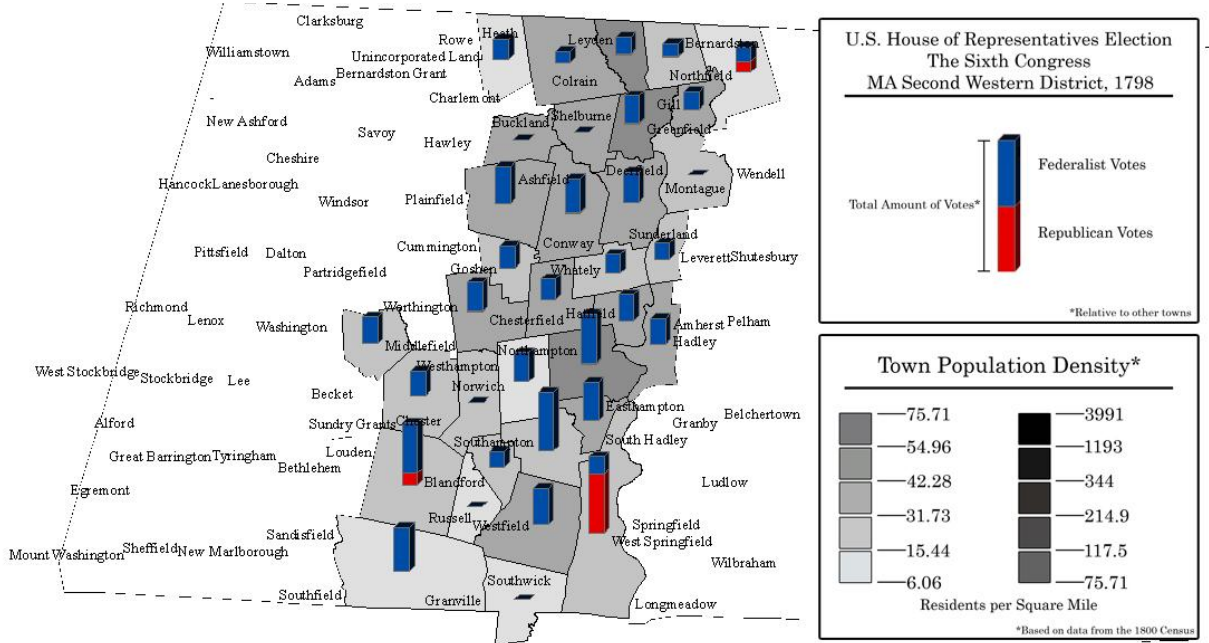 Clarksburg
Heath
Leyden
Bernardston
Rowe
Williamstown
Unincorporated Land
Bernardston Grant
Adams
Colrain
Northfield
Charlemont
Gill
New Ashford
Buckland
Shelburne
Greenfield
Savoy
Hawley
Cheshire
Hancock
Lanesborough
Ashfield
Deerfield
Montague
Wendell
Windsor
Plainfield
Sunderland
Pittsfield
Dalton
Cummington
Conway
Leverett
Shutesbury
Partridgefield
Goshen
Whately
Richmond
Lenox
Worthington
Chesterfield
Hatfield
Amherst
Pelham
Washington
Middlefield
Hadley
Northampton
Westhampton
West Stockbridge
Stockbridge
Lee
Becket
Norwich
Easthampton
Belchertown
Alford
Sundry Grants
Chester
Granby
Southampton
South Hadley
Great Barrington
Tyringham
Louden
Bethlehem
Blandford
Ludlow
Egremont
Russell
Westfield
Springfield
Sandisfield
West Springfield
Mount Washington
Sheffield
New Marlborough
Wilbraham
Southwick
Southfield
Granville
Longmeadow
U.S. House of Representatives Election
The Sixth Congress
MA Second Western District, 1798
Federalist Votes
Total Amount of Votes*
Republican Votes
*Relative to other towns
Town Population Density*
75.71
54.96
42.28
31.73
15.44
6.06
3991
1193
344
214.9
117.5
75.71
Residents per Square Mile
*Based on data from the 1800 Census